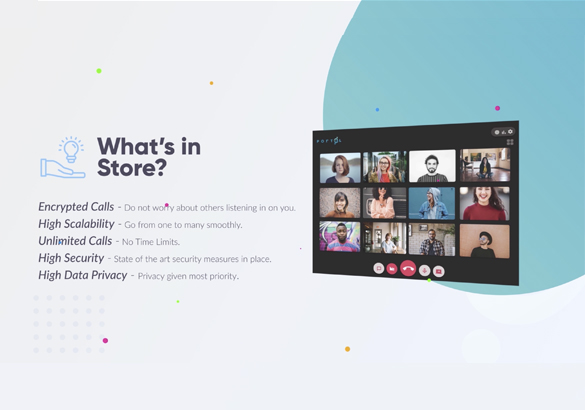 What's in
Store?
Encrypted Calls - Do not worry about others listening in on you.
High Scalability - Go from one to many smoothly.
Unlimited Calls - No Time Limits.
High Security - State of the art security measures in place.
High Data Privacy - Privacy given most priority.